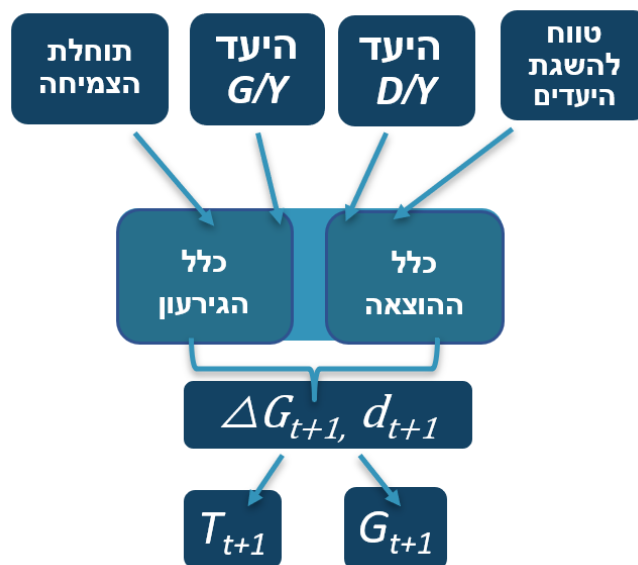 טווח
להשגת
היעדים
היעד
D/Y
היעד
G/Y
תוחלת
הצמיחה
כלל
ההוצאה
כלל
הגירעון
△G_{t+1,} d_{t+1}
T_{t+1}
G_{t+1}